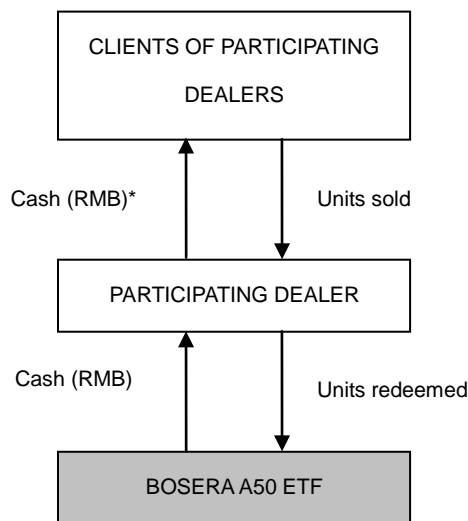 CLIENTS OF PARTICIPATING
DEALERS
Cash (RMB)*
Units sold
PARTICIPATING DEALER
Cash (RMB)
Units redeemed
BOSERA A50 ETF